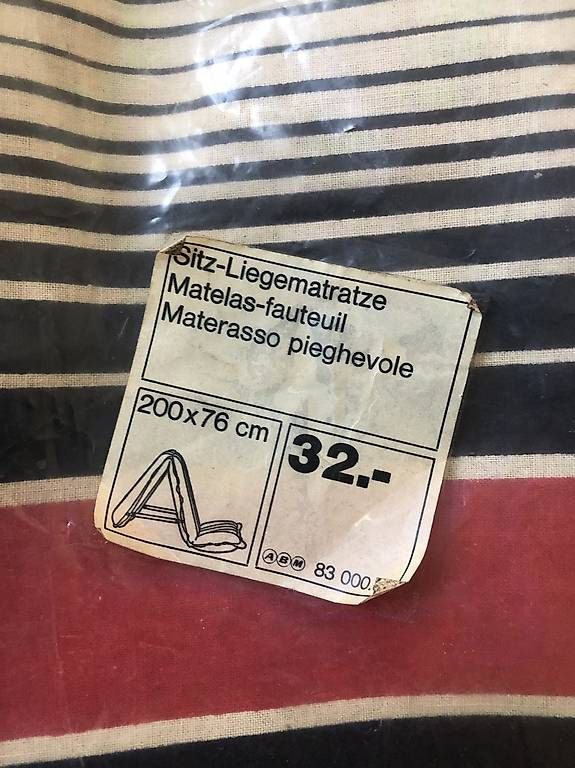 Sitz-Liegematratze
Matelas-fauteuil
Materasso pieghevole
200x76 cm
32.-
ABM 83 000.